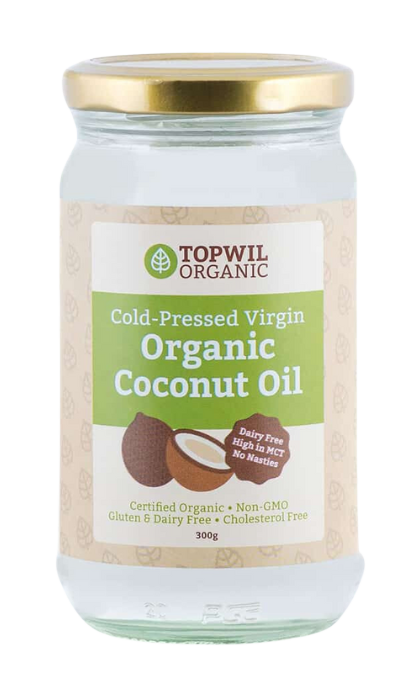 TOPWIL
ORGANIC
Cold-Pressed Virgin
Organic
Coconut Oil
Dairy Free
High in MCT
No Nasties
Certified Organic • Non-GMO
Gluten & Dairy Free • Cholesterol Free
300g